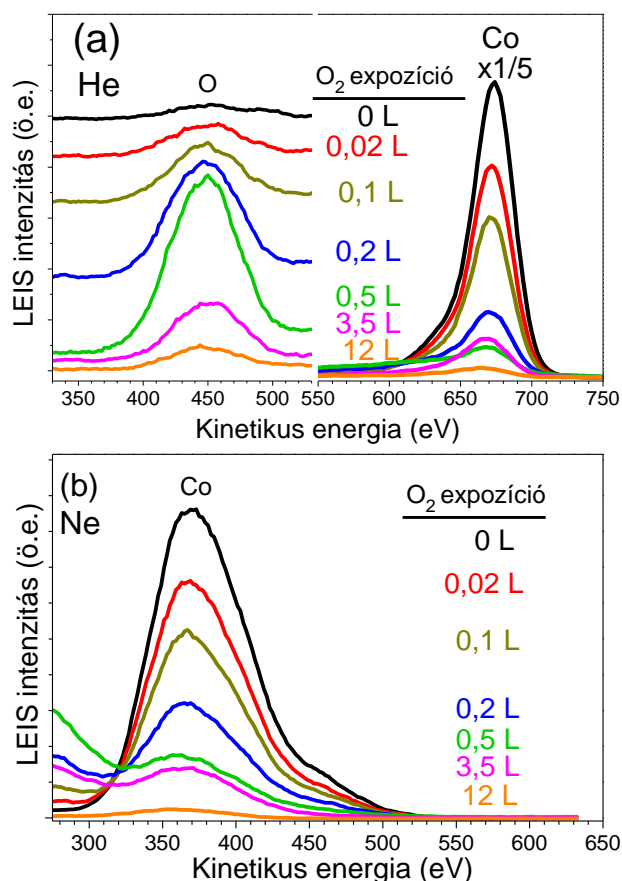 (a)
He
O
Co
x1/5
O2 expozíció
0 L
0,02 L
0,1 L
0,2 L
0,5 L
3,5 L
12 L
LEIS intenzitás (ö.e.)
350 400 450 500 5 50 600 650 700 750
Kinetikus energia (eV)
(b)
Ne
Co
O2 expozíció
0 L
0,02 L
0,1 L
0,2 L
0,5 L
3,5 L
12 L
LEIS intenzitás (ö.e.)
300 350 400 450 500 550 600 650
Kinetikus energia (eV)